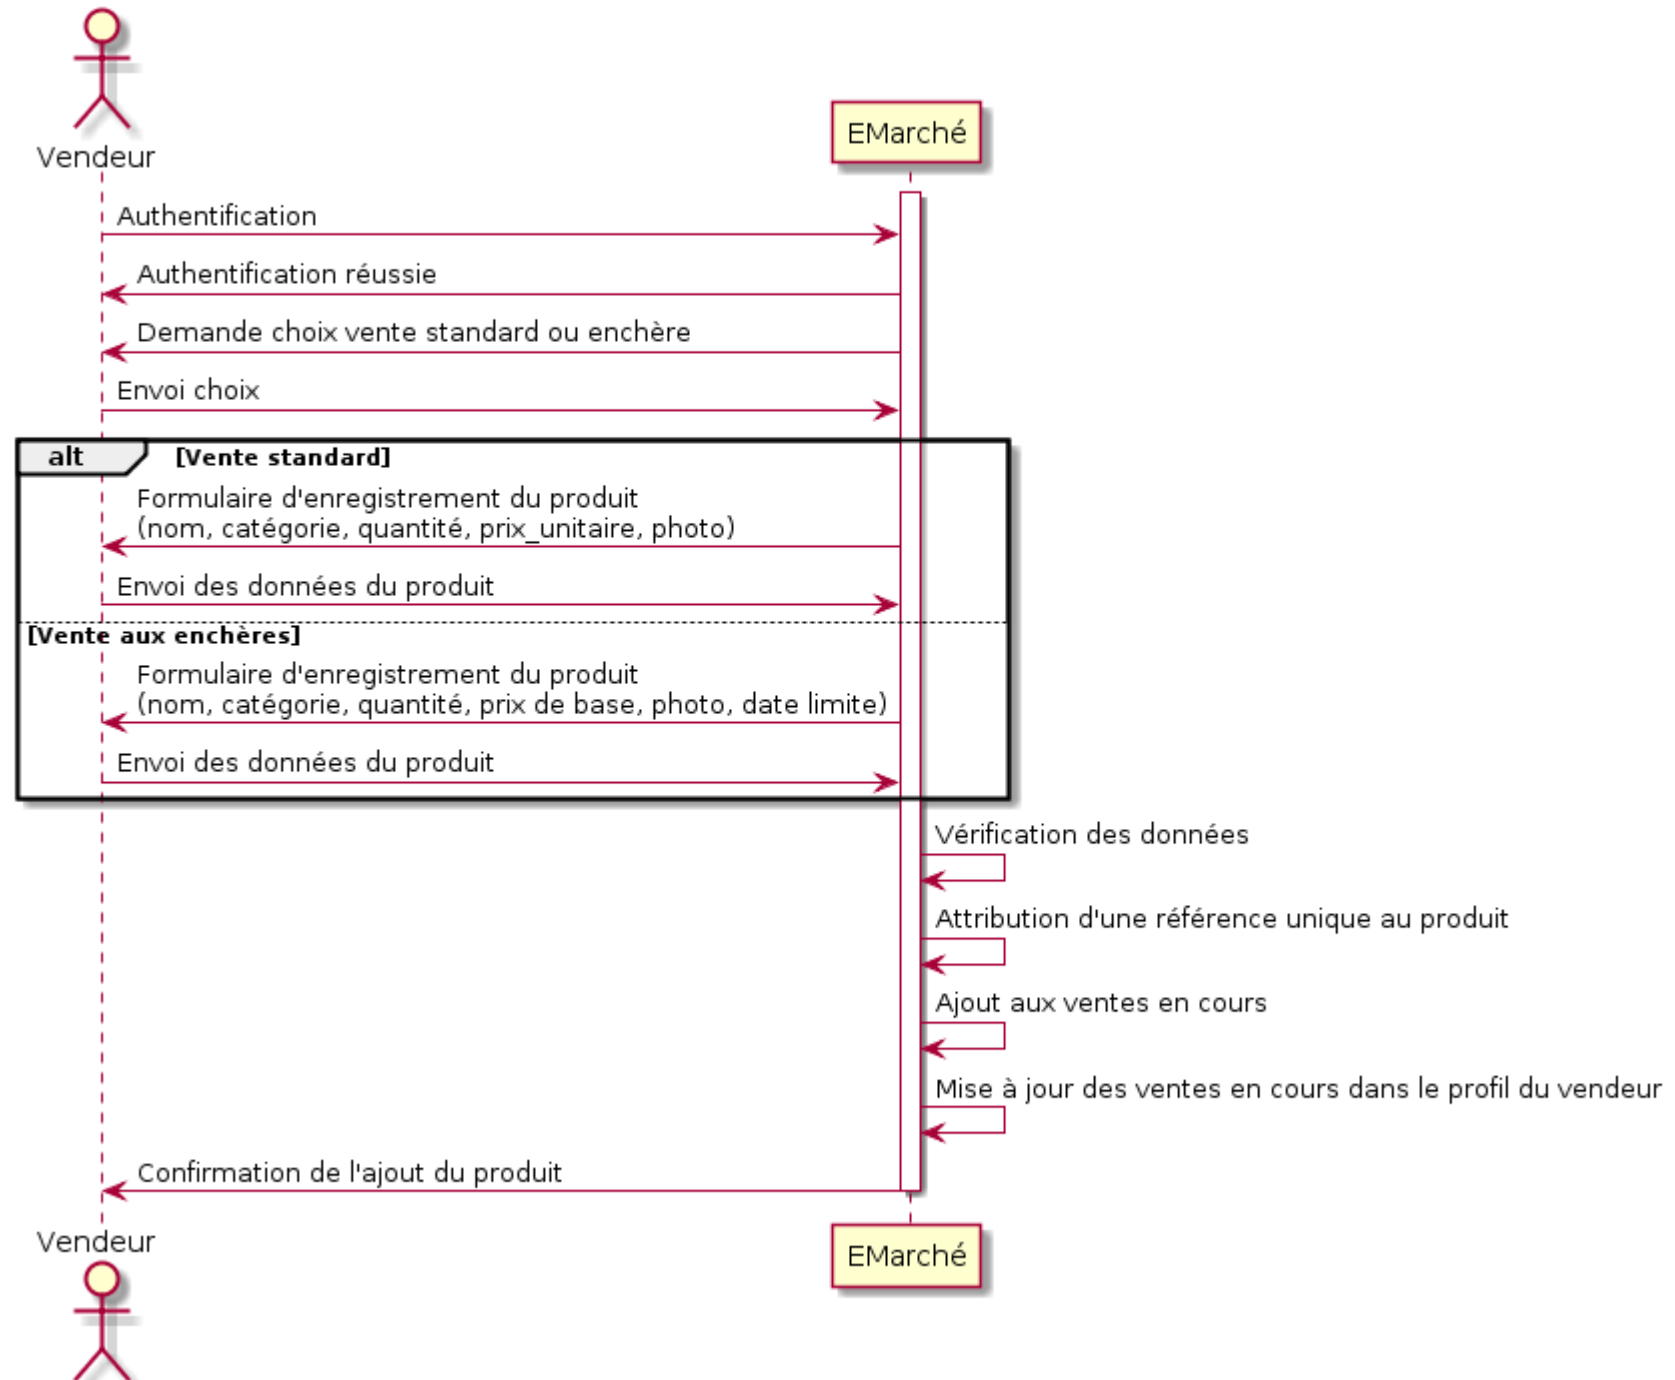 Vendeur
EMarché
Authentification
Authentification réussie
Demande choix vente standard ou enchère
Envoi choix
alt [Vente standard]
Formulaire d'enregistrement du produit
(nom, catégorie, quantité, prix_unitaire, photo)
Envoi des données du produit
[Vente aux enchères]
Formulaire d'enregistrement du produit
(nom, catégorie, quantité, prix de base, photo, date limite)
Envoi des données du produit
Vérification des données
Attribution d'une référence unique au produit
Ajout aux ventes en cours
Mise à jour des ventes en cours dans le profil du vendeur
Confirmation de l'ajout du produit
Vendeur
EMarché